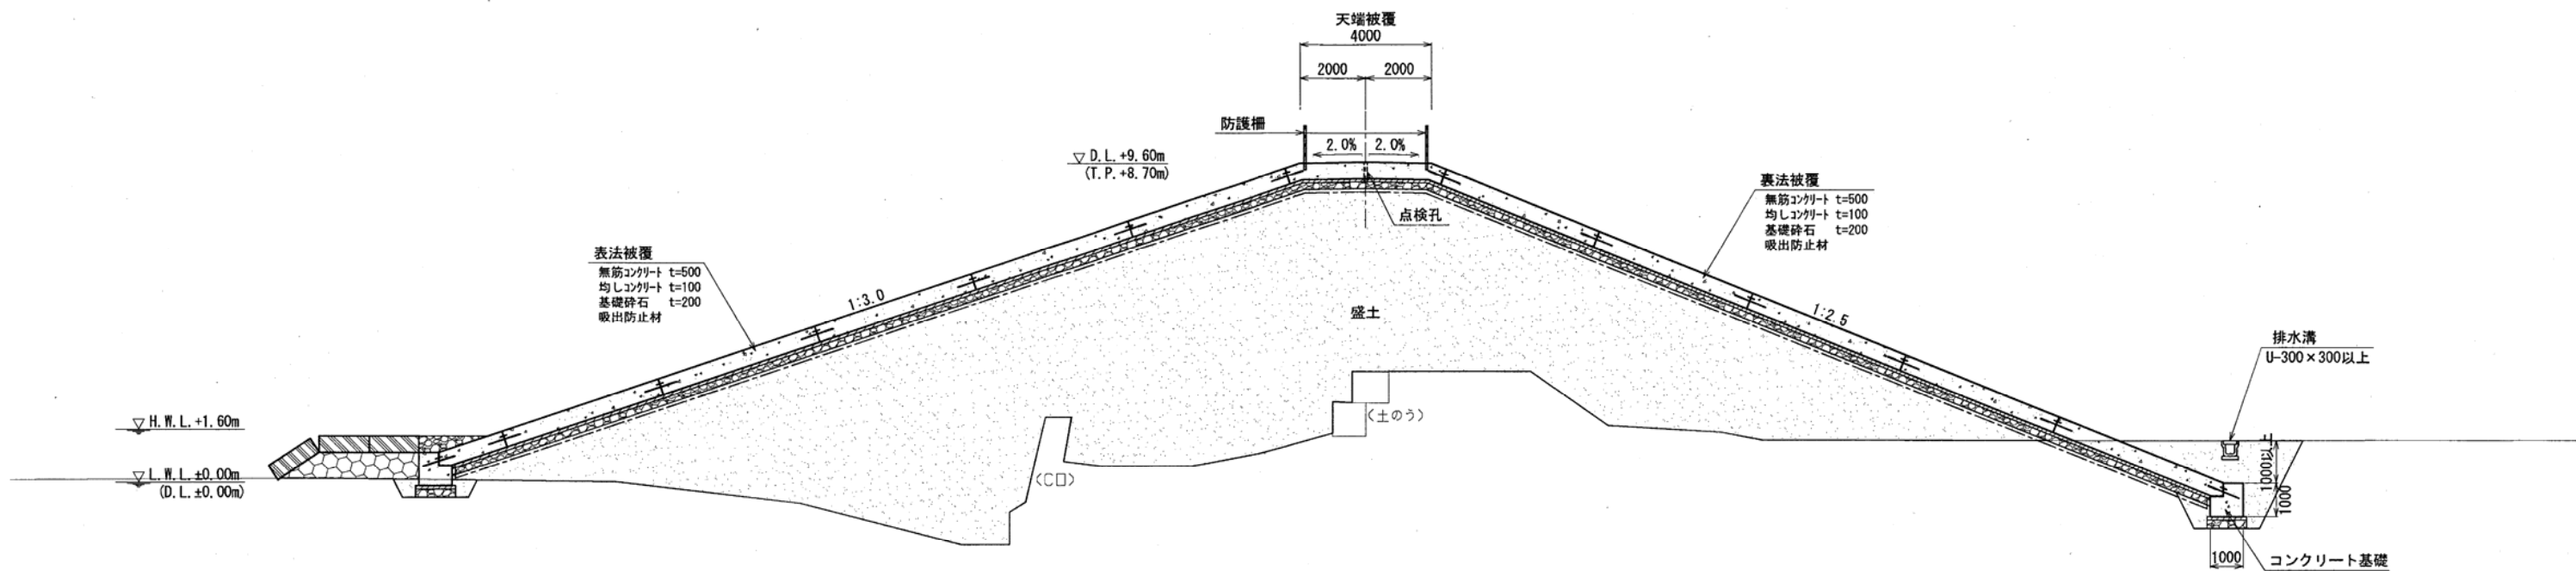 天端被覆
4000
2000
2000
防護柵
2.0%
2.0%
▽ D.L.+9.60m
(T.P.+8.70m)
点検孔
裏法被覆
無筋コンクリート t=500
均しコンクリート t=100
基礎砕石 t=200
吸出防止材
表法被覆
無筋コンクリート t=500
均しコンクリート t=100
基礎砕石 t=200
吸出防止材
1:3.0
盛土
1:2.5
排水溝
U-300×300以上
▽ H.W.L.+1.60m
(土のう)
▽ L.W.L.±0.00m
(D.L.±0.00m)
1000以上
1000
1000
コンクリート基礎